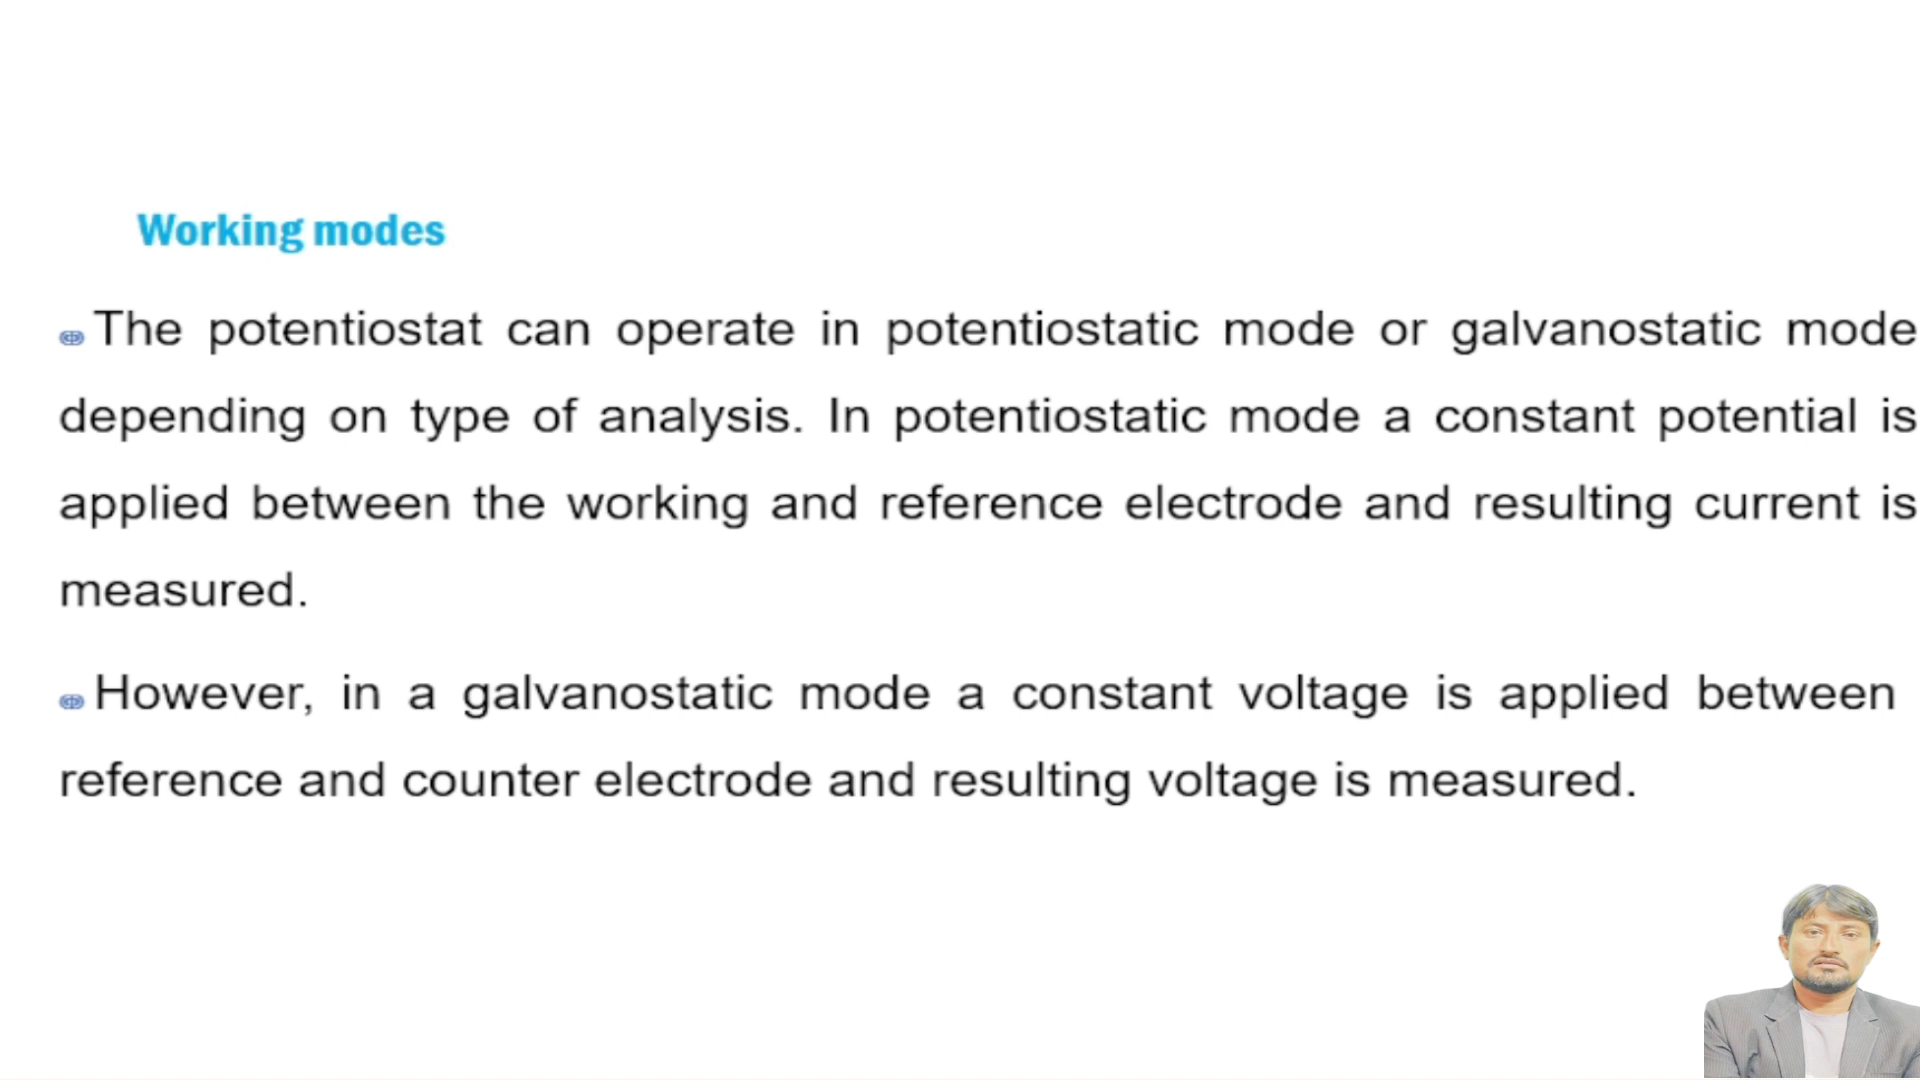 Working modes
The potentiostat can operate in potentiostatic mode or galvanostatic mode
depending on type of analysis. In potentiostatic mode a constant potential is
applied between the working and reference electrode and resulting current is
measured.
However, in a galvanostatic mode a constant voltage is applied between
reference and counter electrode and resulting voltage is measured.